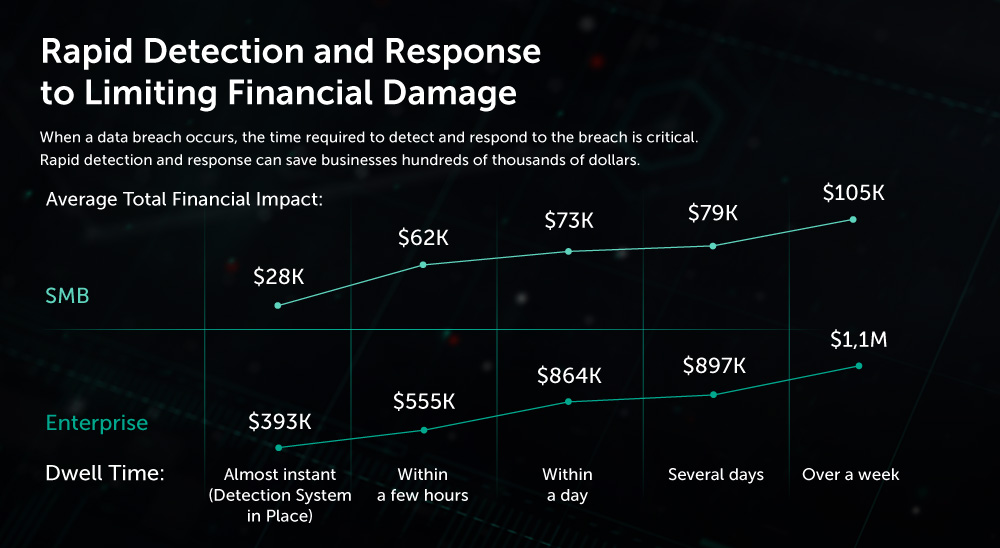 Rapid Detection and Response
to Limiting Financial Damage
When a data breach occurs, the time required to detect and respond to the breach is critical.
Rapid detection and response can save businesses hundreds of thousands of dollars.
Average Total Financial Impact:
SMB
$28K
$62K
$73K
$79K
$105K
Enterprise
$393K
$555K
$864K
$897K
$1,1M
Dwell Time:
Almost instant
(Detection System
in Place)
Within
a few hours
Within
a day
Several days
Over a week